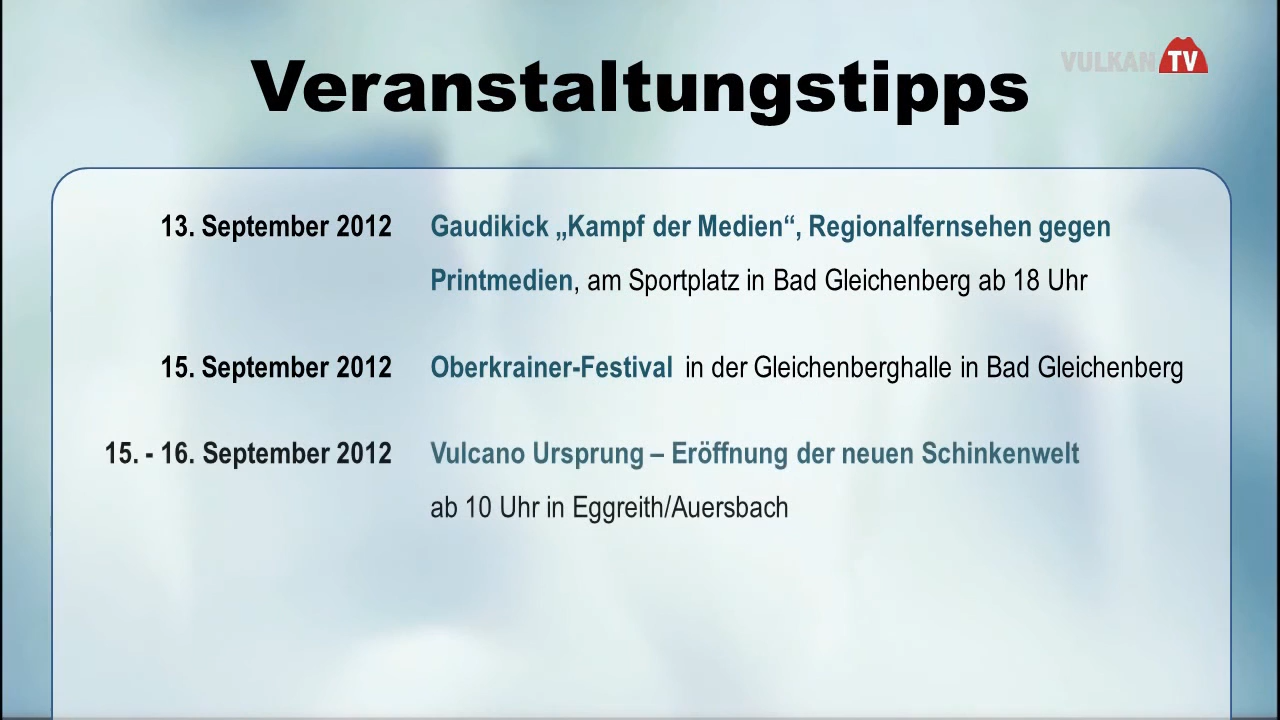 VULKAN TV
Veranstaltungstipps
13. September 2012 Gaudikick „Kampf der Medien“, Regionalfernsehen gegen
Printmedien, am Sportplatz in Bad Gleichenberg ab 18 Uhr
15. September 2012 Oberkrainer-Festival in der Gleichenberghalle in Bad Gleichenberg
15. - 16. September 2012 Vulcano Ursprung – Eröffnung der neuen Schinkenwelt
ab 10 Uhr in Eggreith/Auersbach